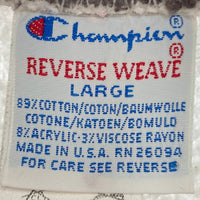 Champion®
REVERSE WEAVE®
LARGE
89% COTTON/COTON/BAUMWOLLE
COTONE/KATOEN/BOMULD
8% ACRYLIC-3% VISCOSE RAYON
MADE IN U.S.A. RN 26094
FOR CARE SEE REVERSE